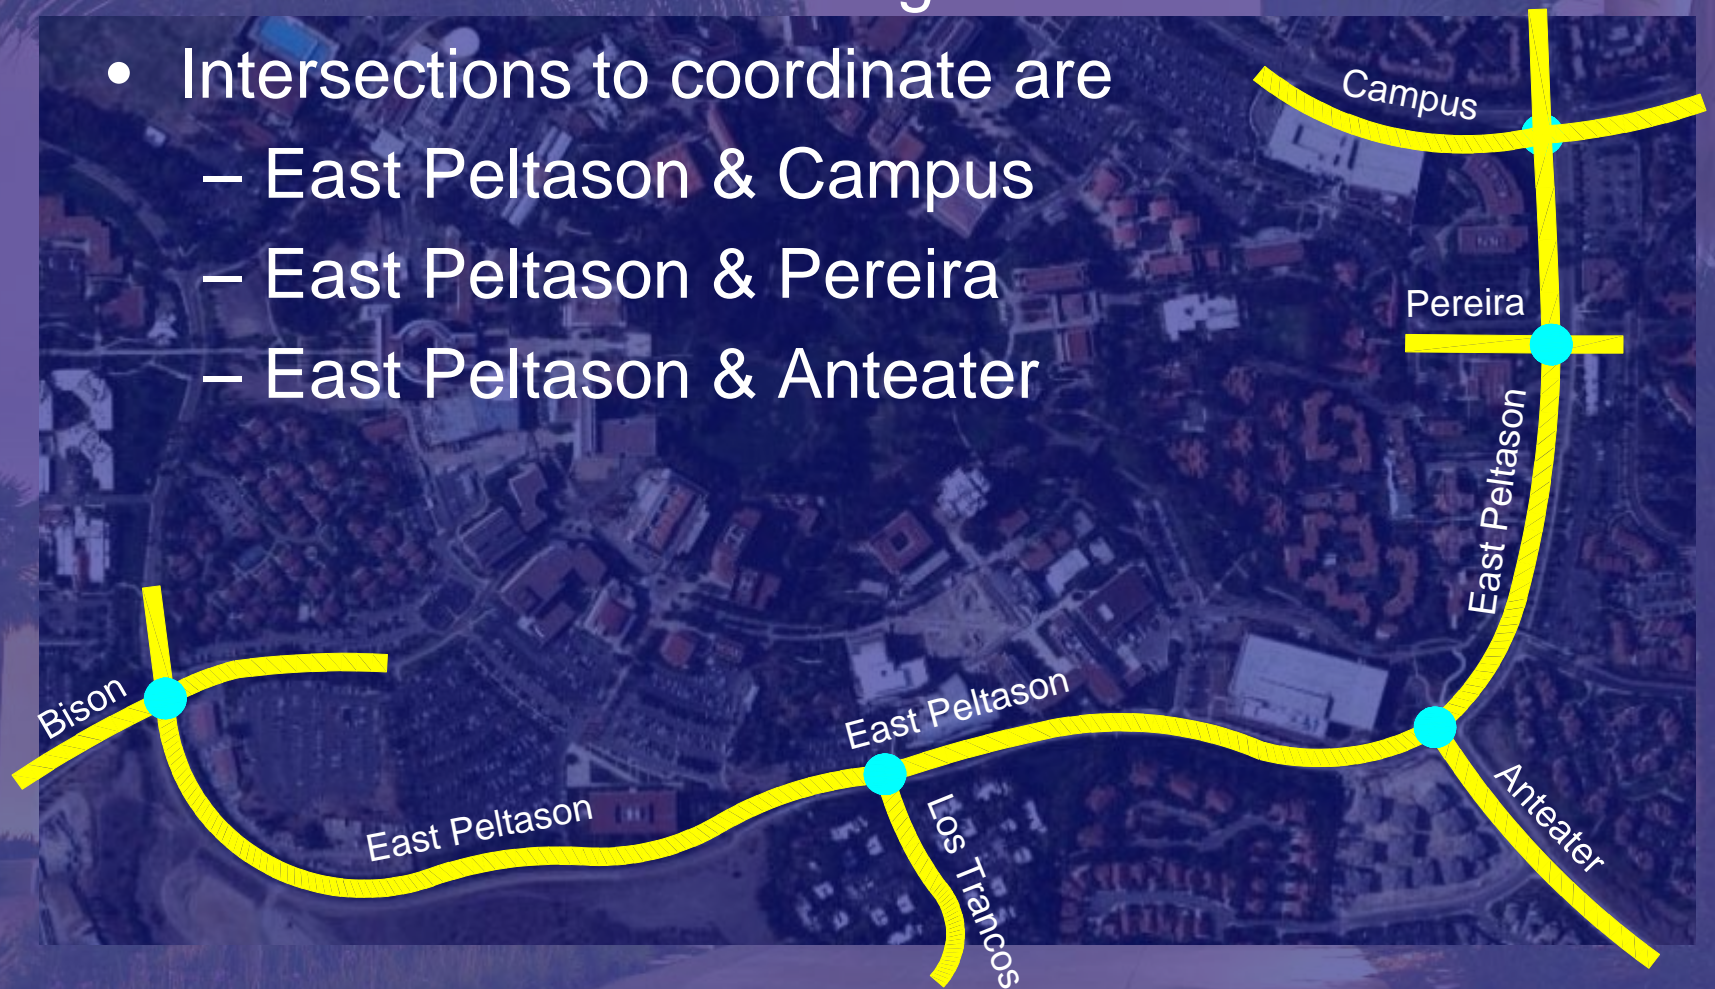 • Intersections to coordinate are
– East Peltason & Campus
– East Peltason & Pereira
– East Peltason & Anteater
Campus
Pereira
East Peltason
Bison
East Peltason
East Peltason
Los Trancos
Anteater